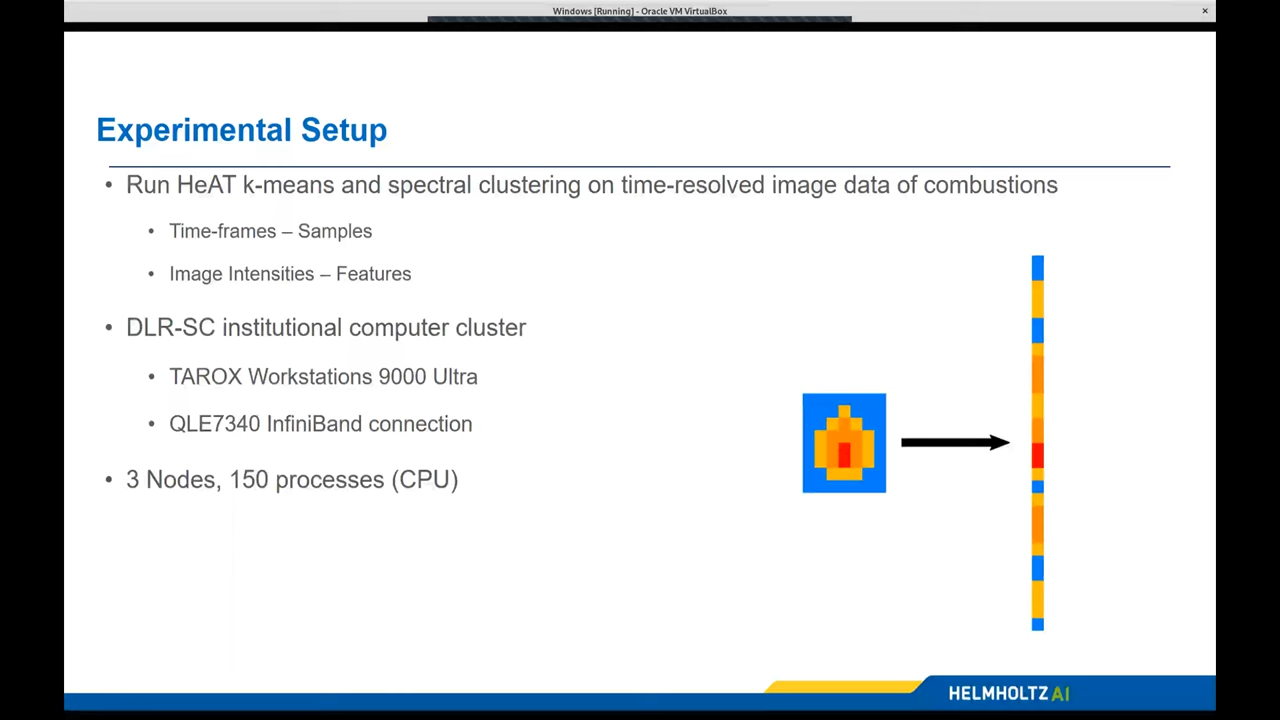 Windows [Running] - Oracle VM VirtualBox
×
Experimental Setup
• Run HeAT k-means and spectral clustering on time-resolved image data of combustions
• Time-frames – Samples
• Image Intensities – Features
• DLR-SC institutional computer cluster
• TAROX Workstations 9000 Ultra
• QLE7340 InfiniBand connection
• 3 Nodes, 150 processes (CPU)
HELMHOLTZ AI